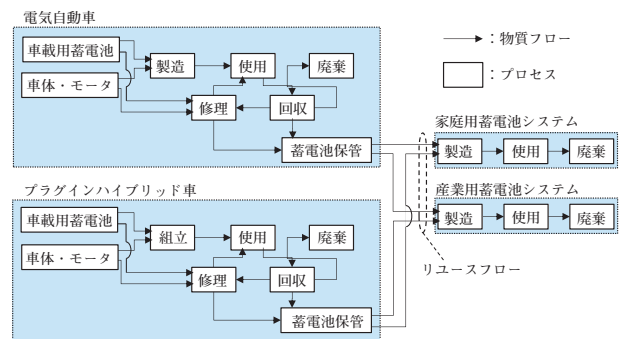 電気自動車
車載用蓄電池
車体・モータ
製造
使用
廃棄
修理
回収
蓄電池保管
プラグインハイブリッド車
車載用蓄電池
車体・モータ
組立
使用
廃棄
修理
回収
蓄電池保管
：物質フロー
：プロセス
家庭用蓄電池システム
製造
使用
廃棄
産業用蓄電池システム
製造
使用
廃棄
リユースフロー